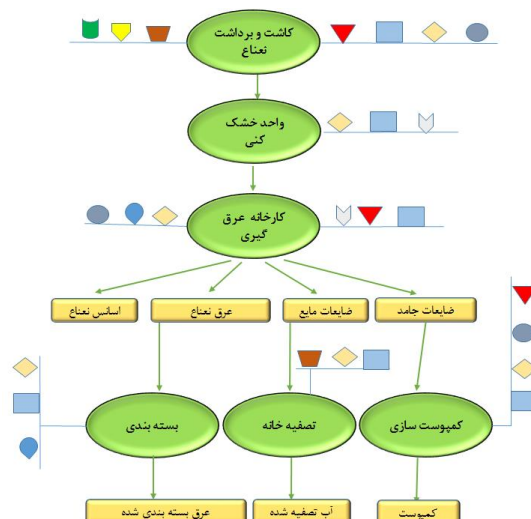 کاشت و برداشت
نعناع
واحد خشک
کنی
کارخانه عرق
گیری
ضایعات جامد
ضایعات مایع
عرق نعناع
اسانس نعناع
کمپوست سازی
تصفیه خانه
بسته بندی
کمپوست
آب تصفیه شده
عرق بسته بندی شده